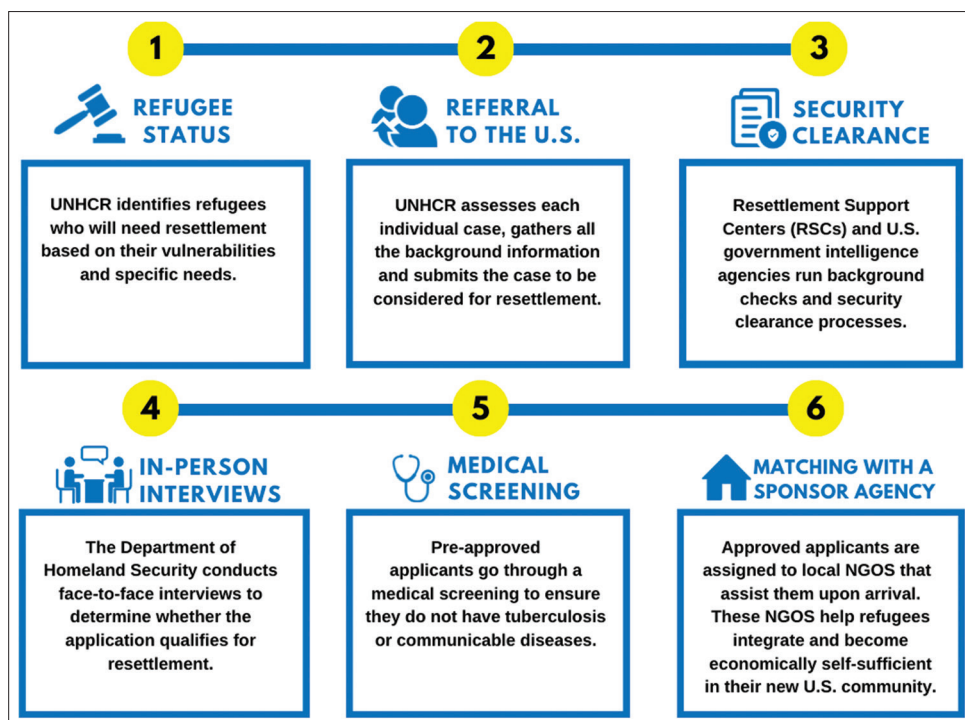 1
2
3
REFUGEE
STATUS
REFERRAL
TO THE U.S.
SECURITY
CLEARANCE
UNHCR identifies refugees
who will need resettlement
based on their vulnerabilities
and specific needs.
UNHCR assesses each
individual case, gathers all
the background information
and submits the case to be
considered for resettlement.
Resettlement Support
Centers (RSCs) and U.S.
government intelligence
agencies run background
checks and security
clearance processes.
4
5
6
IN-PERSON
INTERVIEWS
MEDICAL
SCREENING
MATCHING WITH A
SPONSOR AGENCY
The Department of
Homeland Security conducts
face-to-face interviews to
determine whether the
application qualifies for
resettlement.
Pre-approved
applicants go through a
medical screening to ensure
they do not have tuberculosis
or communicable diseases.
Approved applicants are
assigned to local NGOS that
assist them upon arrival.
These NGOS help refugees
integrate and become
economically self-sufficient
in their new U.S. community.